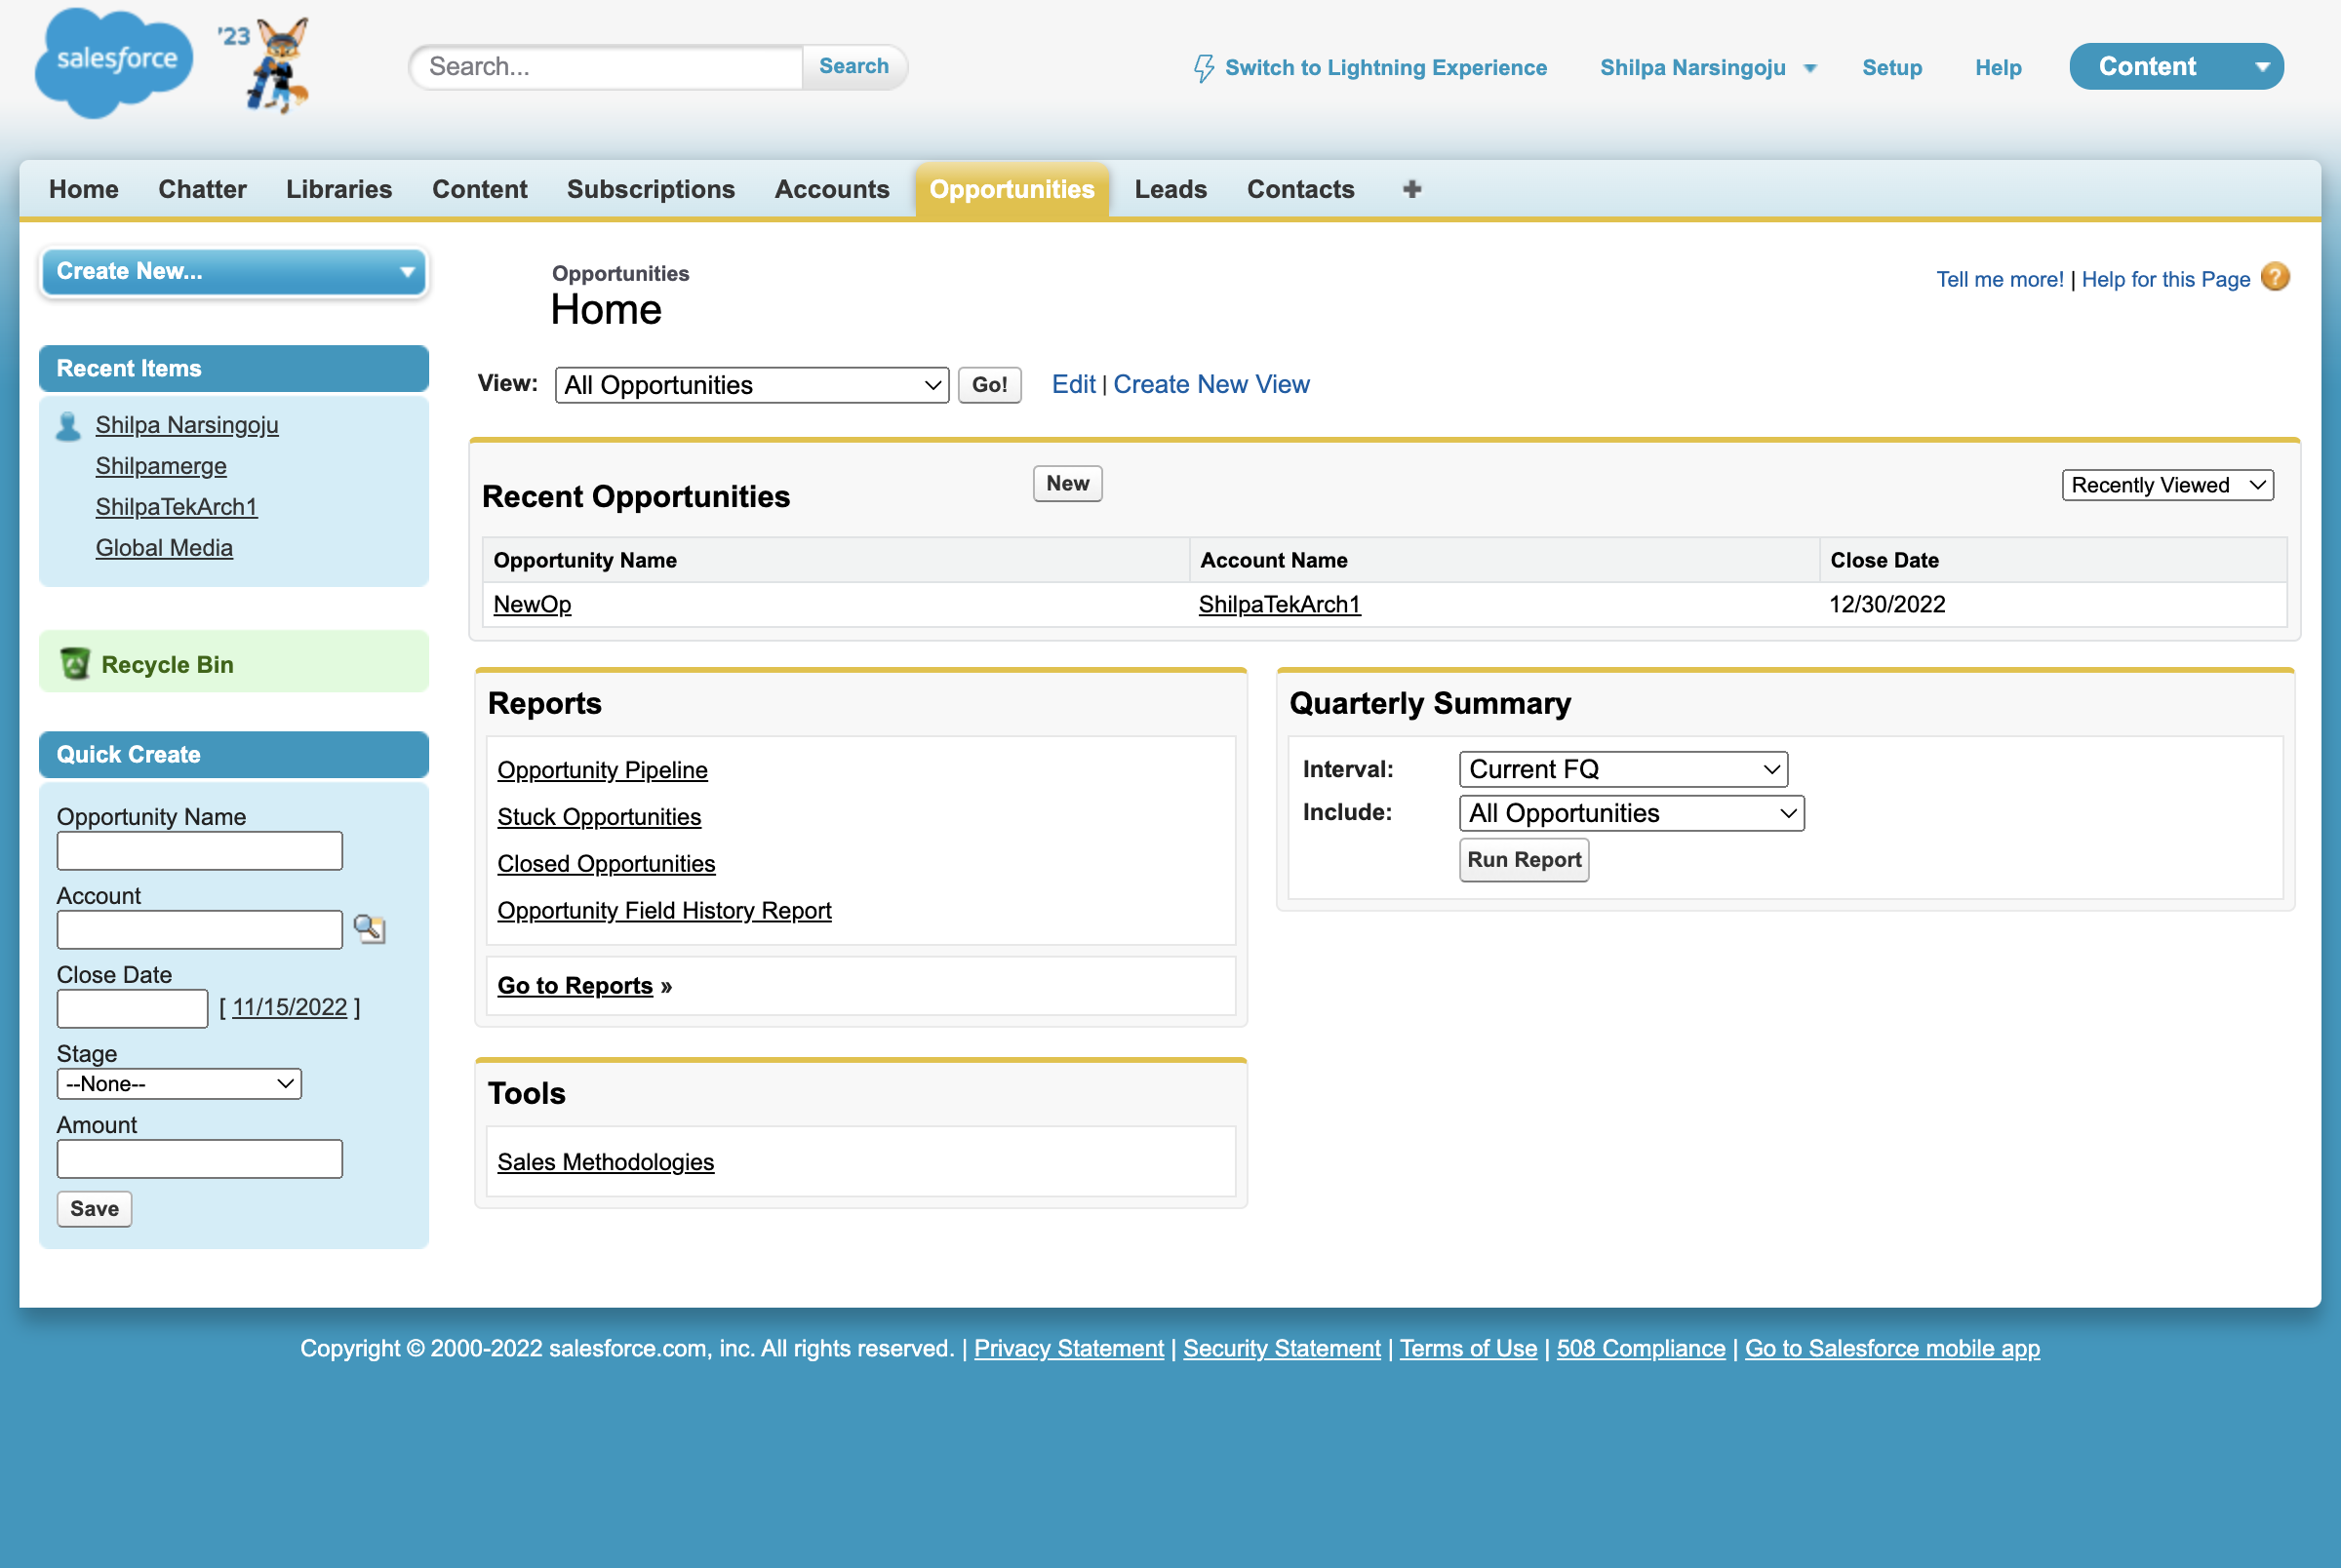 salesforce
'23
Search...
Search
Switch to Lightning Experience
Shilpa Narsingoju
Setup
Help
Content
Home
Chatter
Libraries
Content
Subscriptions
Accounts
Opportunities
Leads
Contacts
Create New...
Recent Items
Shilpa Narsingoju
Shilpamerge
ShilpaTekArch1
Global Media
Recycle Bin
Quick Create
Opportunity Name
Account
Close Date
[ 11/15/2022 ]
Stage
--None--
Amount
Save
Opportunities
Home
Tell me more! | Help for this Page ?
View: All Opportunities Go! Edit | Create New View
Recent Opportunities
New
Recently Viewed
Opportunity Name Account Name Close Date
NewOp ShilpaTekArch1 12/30/2022
Reports
Opportunity Pipeline
Stuck Opportunities
Closed Opportunities
Opportunity Field History Report
Go to Reports »
Quarterly Summary
Interval: Current FQ
Include: All Opportunities
Run Report
Tools
Sales Methodologies
Copyright © 2000-2022 salesforce.com, inc. All rights reserved. | Privacy Statement | Security Statement | Terms of Use | 508 Compliance | Go to Salesforce mobile app